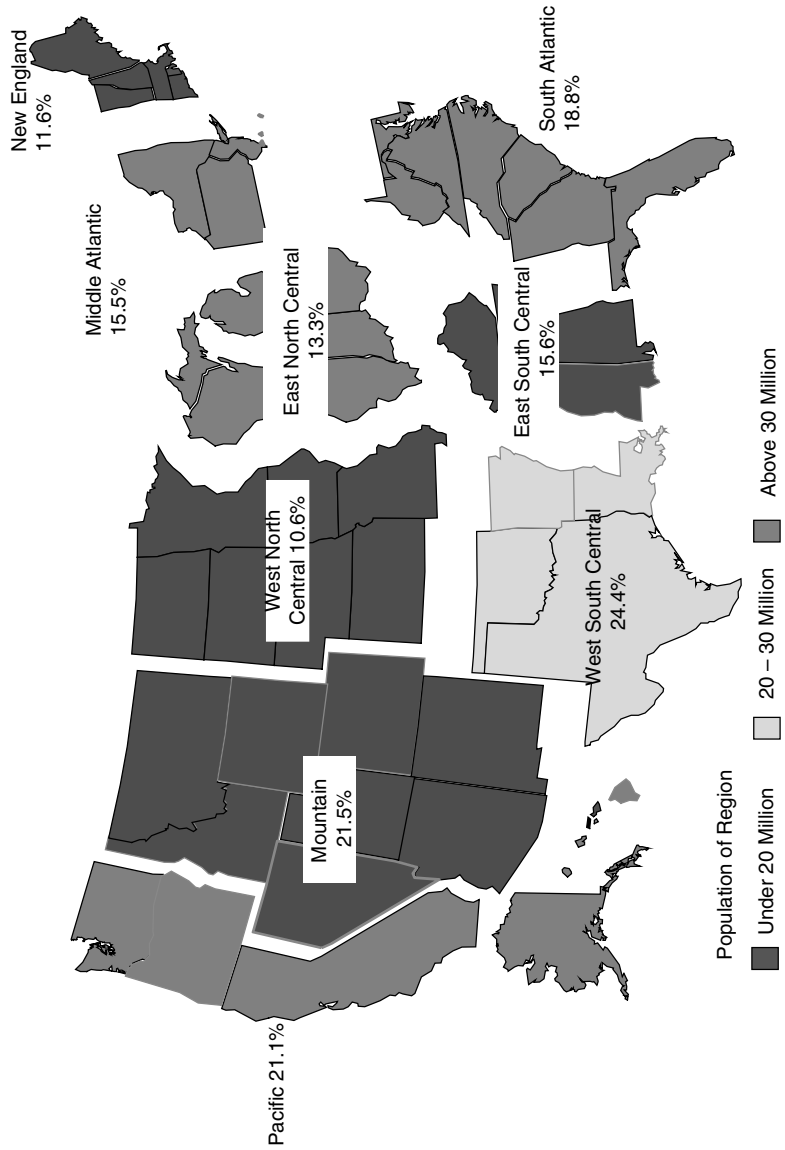 New England
11.6%
Middle Atlantic
15.5%
East North Central
13.3%
West North
Central 10.6%
Mountain
21.5%
Pacific 21.1%
South Atlantic
18.8%
East South Central
15.6%
West South Central
24.4%
Population of Region
Under 20 Million
20 – 30 Million
Above 30 Million